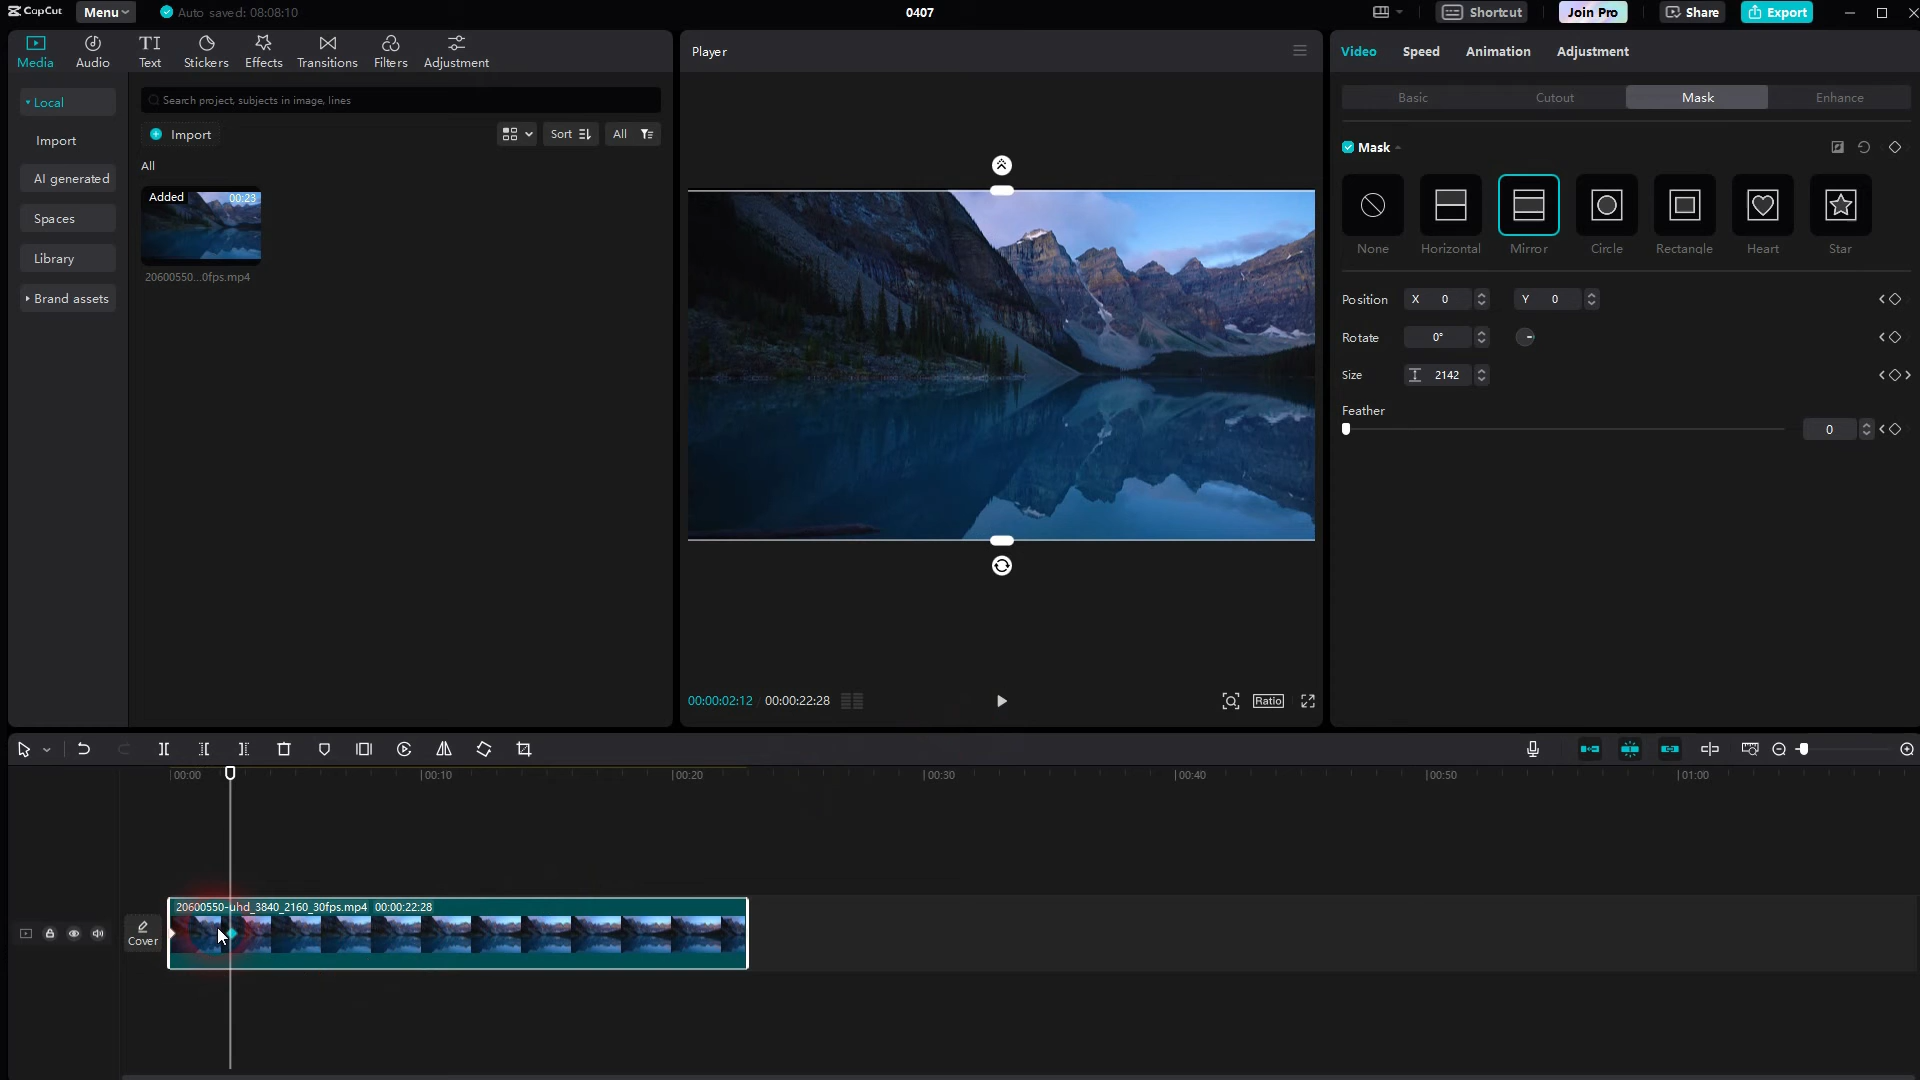 CapCut
Menu
Auto saved: 08:08:10
0407
Shortcut
Join Pro
Share
Export
Media
Audio
Text
Stickers
Effects
Transitions
Filters
Adjustment
Local
Import
AI generated
Spaces
Library
Brand assets
Search project, subjects in image, lines
Import
Sort
All
All
Added
00:23
20600550...0fps.mp4
Player
00:00:02:12
00:00:22:28
Ratio
Video
Speed
Animation
Adjustment
Basic
Cutout
Mask
Enhance
Mask
None
Horizontal
Mirror
Circle
Rectangle
Heart
Star
Position X 0 Y 0
Rotate 0°
Size 2142
Feather
0
00:00
00:10
00:20
00:30
00:40
00:50
01:00
Cover
20600550-uhd_3840_2160_30fps.mp4 00:00:22:28